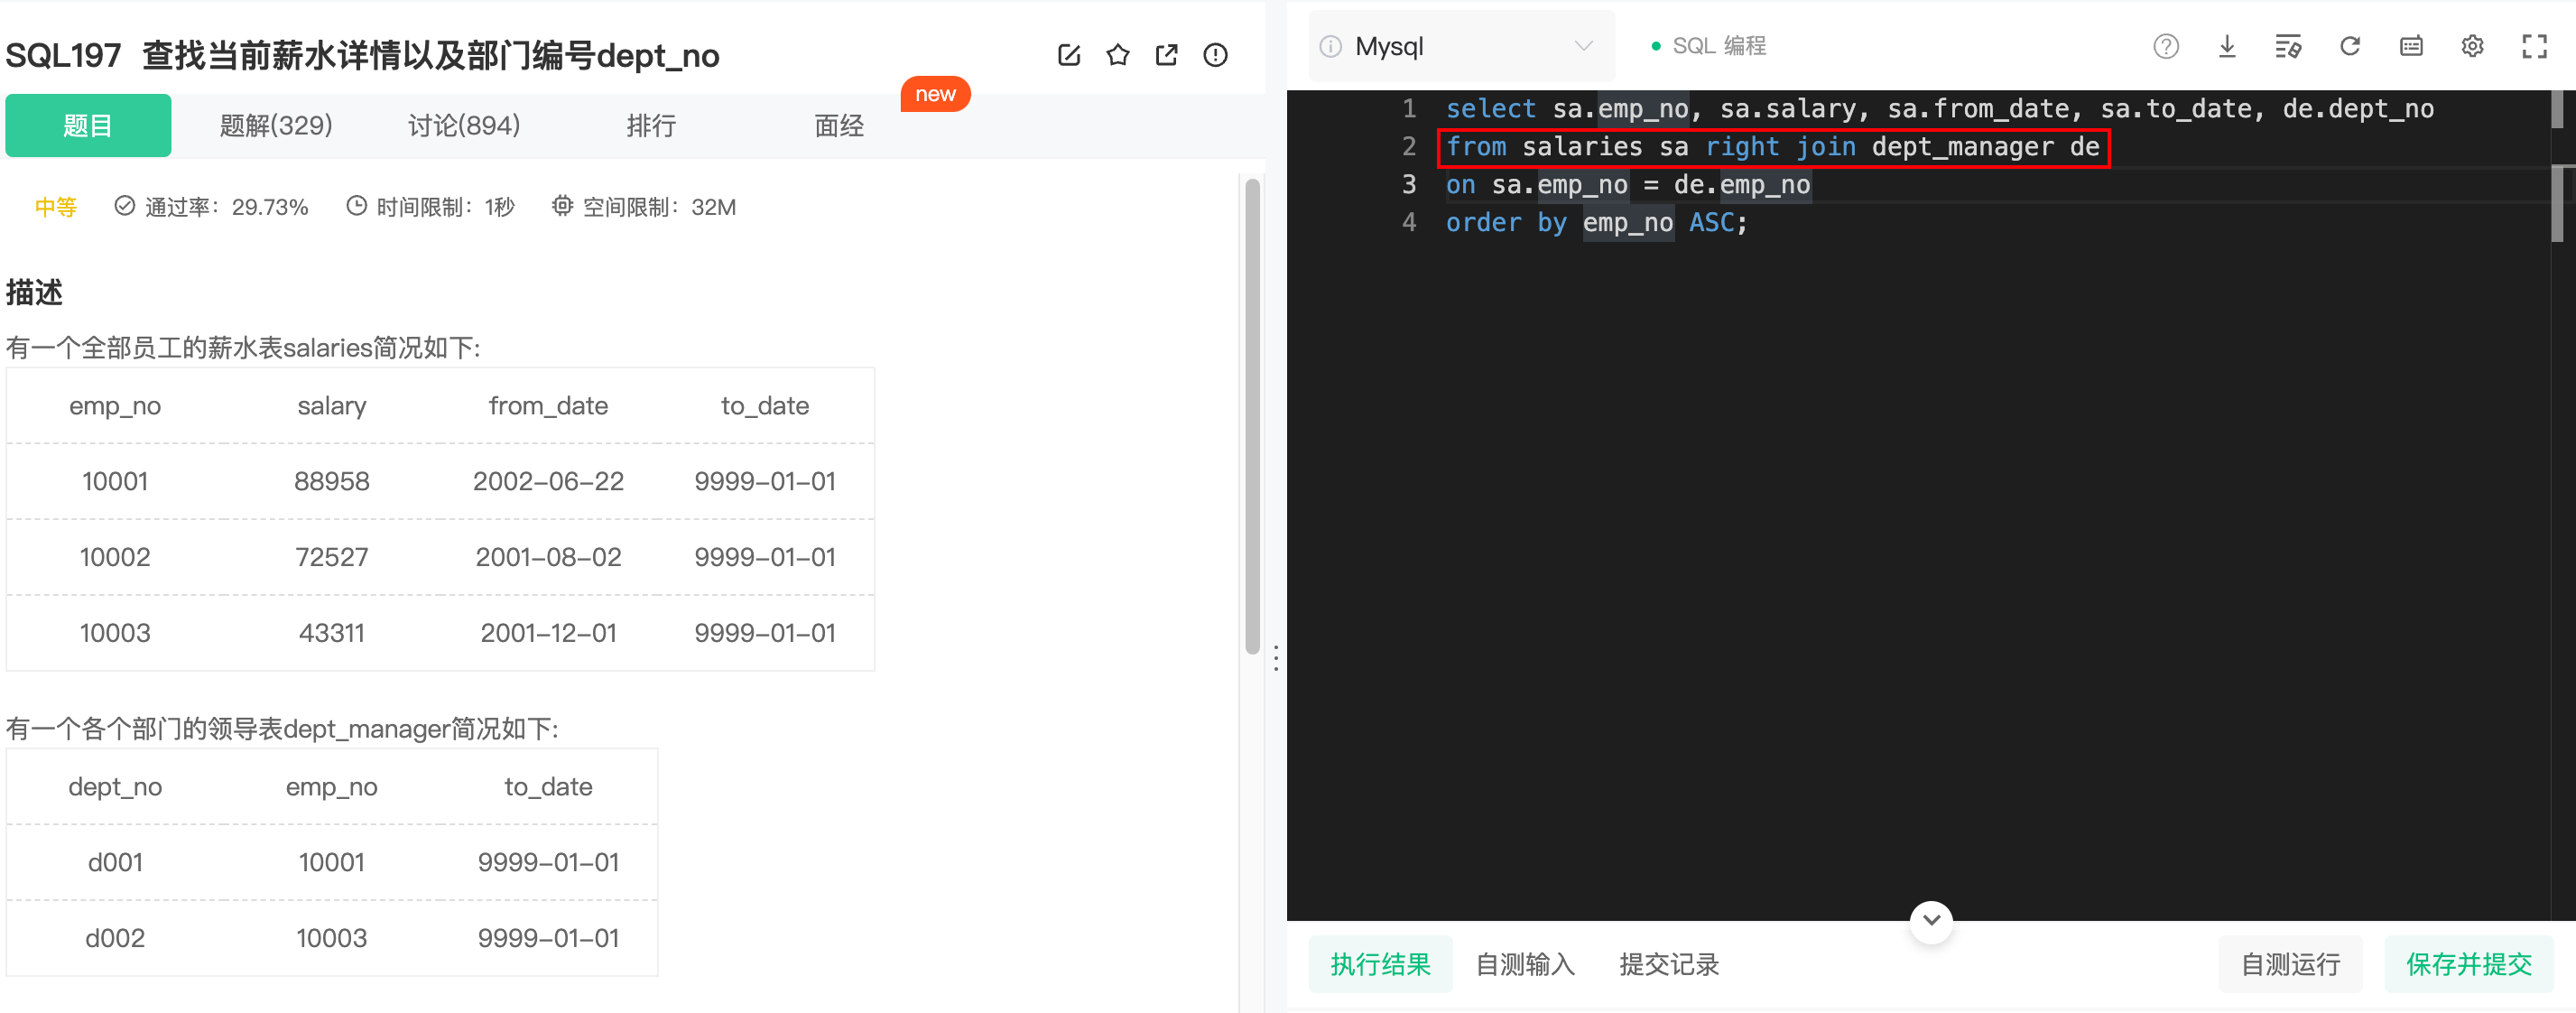 SQL197 查找当前薪水详情以及部门编号dept_no
题目 题解(329) 讨论(894) 排行 面经 new
中等 通过率：29.73% 时间限制：1秒 空间限制：32M
描述
有一个全部员工的薪水表salaries简况如下:
emp_no salary from_date to_date
10001 88958 2002-06-22 9999-01-01
10002 72527 2001-08-02 9999-01-01
10003 43311 2001-12-01 9999-01-01
有一个各个部门的领导表dept_manager简况如下:
dept_no emp_no to_date
d001 10001 9999-01-01
d002 10003 9999-01-01
Mysql SQL 编程
1 select sa.emp_no, sa.salary, sa.from_date, sa.to_date, de.dept_no
2 from salaries sa right join dept_manager de
3 on sa.emp_no = de.emp_no
4 order by emp_no ASC;
执行结果 自测输入 提交记录 自测运行 保存并提交